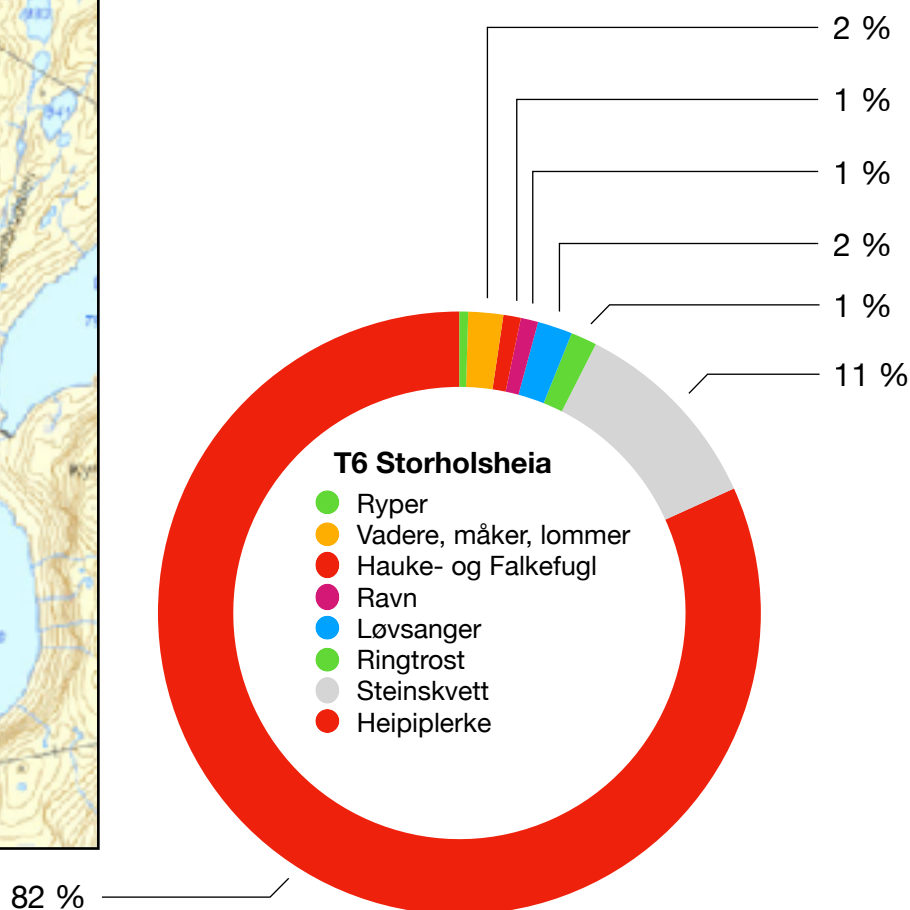 2 %
1 %
1 %
2 %
1 %
11 %
T6 Storholsheia
Ryper
Vadere, måker, lommer
Hauke- og Falkefugl
Ravn
Løvsanger
Ringtrost
Steinskvett
Heipiplerke
82 %